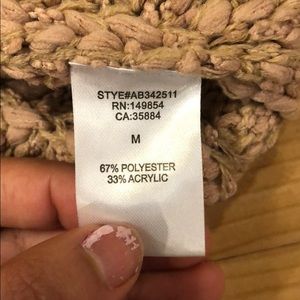 STYE#AB342511
RN:149854
CA:35884
M
67% POLYESTER
33% ACRYLIC